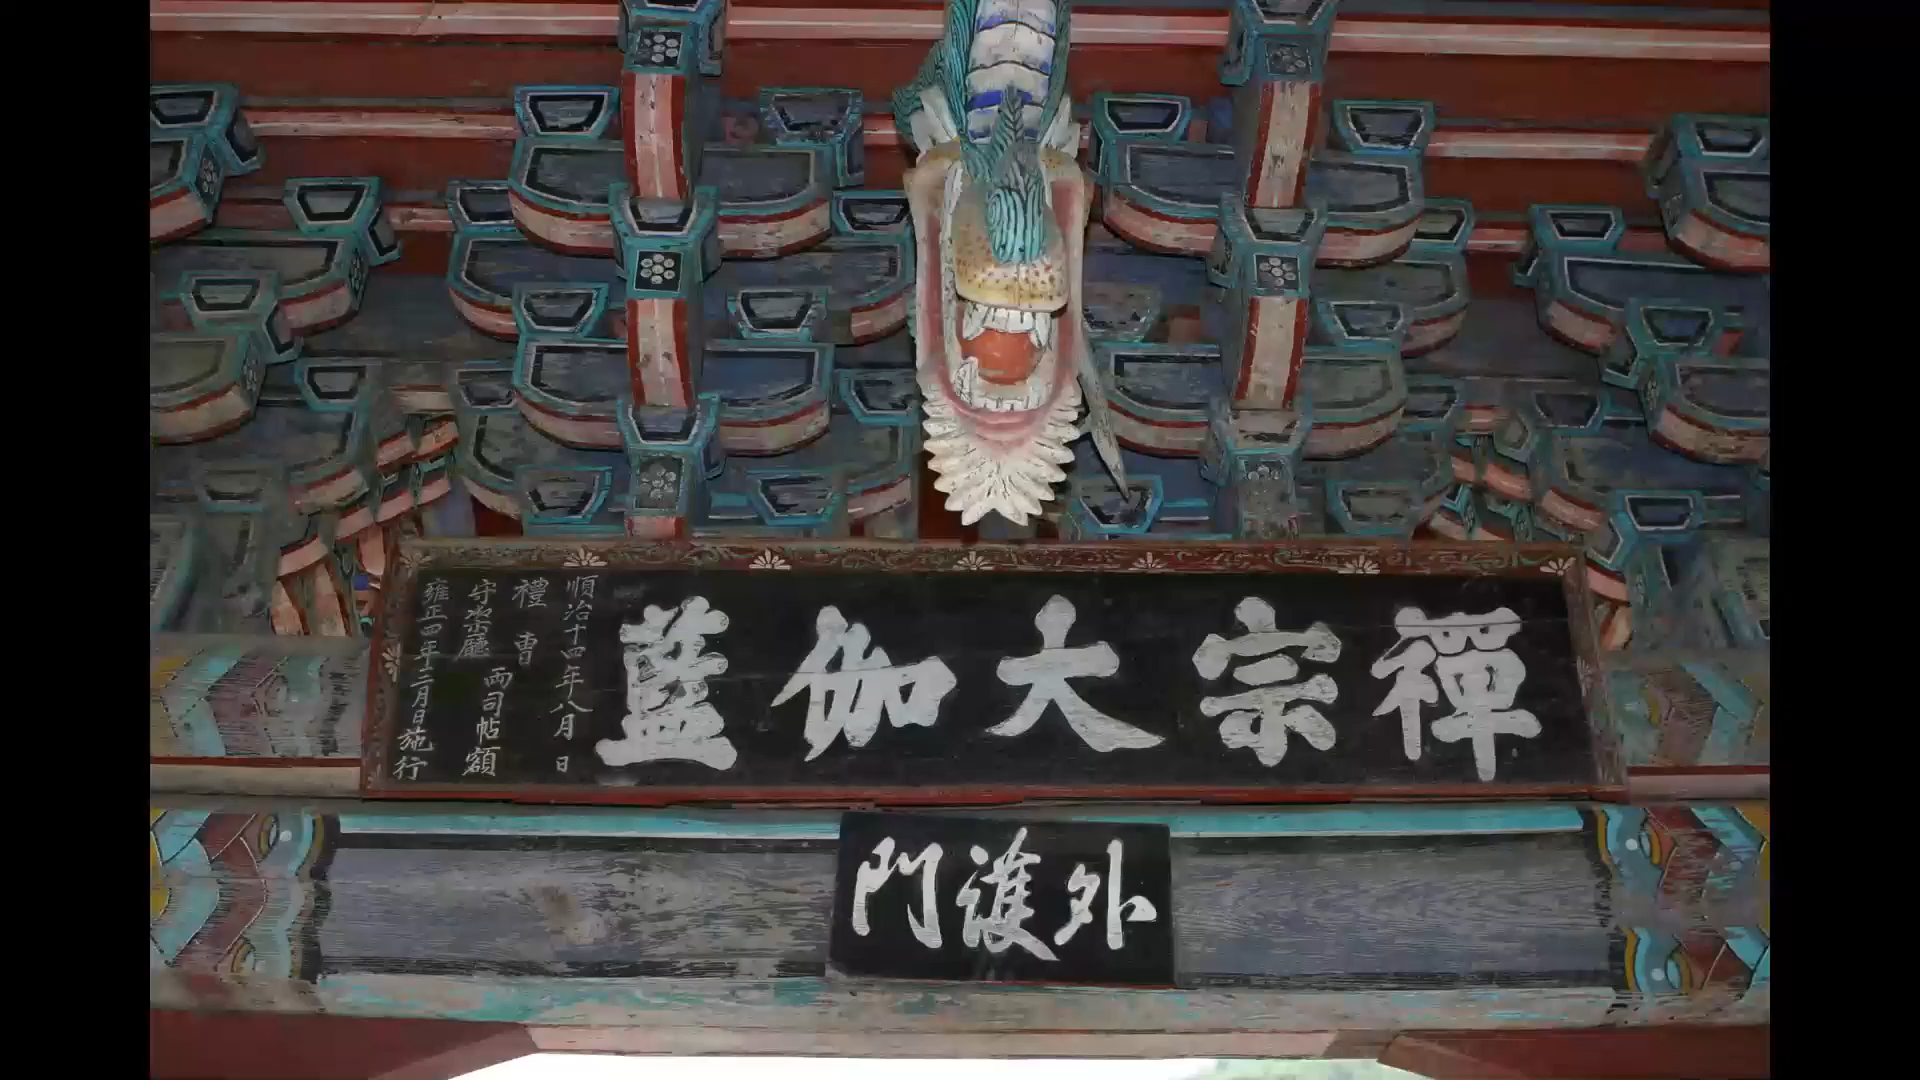 禪宗大伽藍
順治十四年八月日
禮曹
守禦廳
兩司帖額
雍正四年十二月日施行
外護門